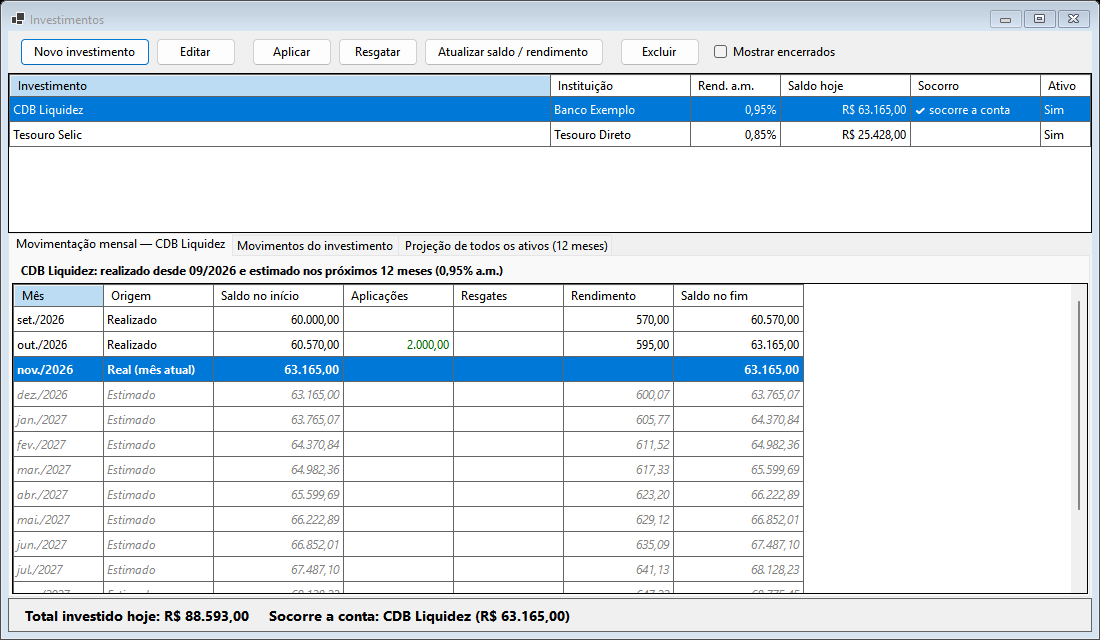 Investimentos
Novo investimento Editar Aplicar Resgatar Atualizar saldo / rendimento Excluir Mostrar encerrados
Investimento Instituição Rend. a.m. Saldo hoje Socorro Ativo
CDB Liquidez Banco Exemplo 0,95% R$ 63.165,00 ✔ socorre a conta Sim
Tesouro Selic Tesouro Direto 0,85% R$ 25.428,00 Sim
Movimentação mensal — CDB Liquidez Movimentos do investimento Projeção de todos os ativos (12 meses)
CDB Liquidez: realizado desde 09/2026 e estimado nos próximos 12 meses (0,95% a.m.)
Mês Origem Saldo no início Aplicações Resgates Rendimento Saldo no fim
set./2026 Realizado 60.000,00 570,00 60.570,00
out./2026 Realizado 60.570,00 2.000,00 595,00 63.165,00
nov./2026 Real (mês atual) 63.165,00 63.165,00
dez./2026 Estimado 63.165,00 600,07 63.765,07
jan./2027 Estimado 63.765,07 605,77 64.370,84
fev./2027 Estimado 64.370,84 611,52 64.982,36
mar./2027 Estimado 64.982,36 617,33 65.599,69
abr./2027 Estimado 65.599,69 623,20 66.222,89
mai./2027 Estimado 66.222,89 629,12 66.852,01
jun./2027 Estimado 66.852,01 635,09 67.487,10
jul./2027 Estimado 67.487,10 641,13 68.128,23
Total investido hoje: R$ 88.593,00 Socorre a conta: CDB Liquidez (R$ 63.165,00)